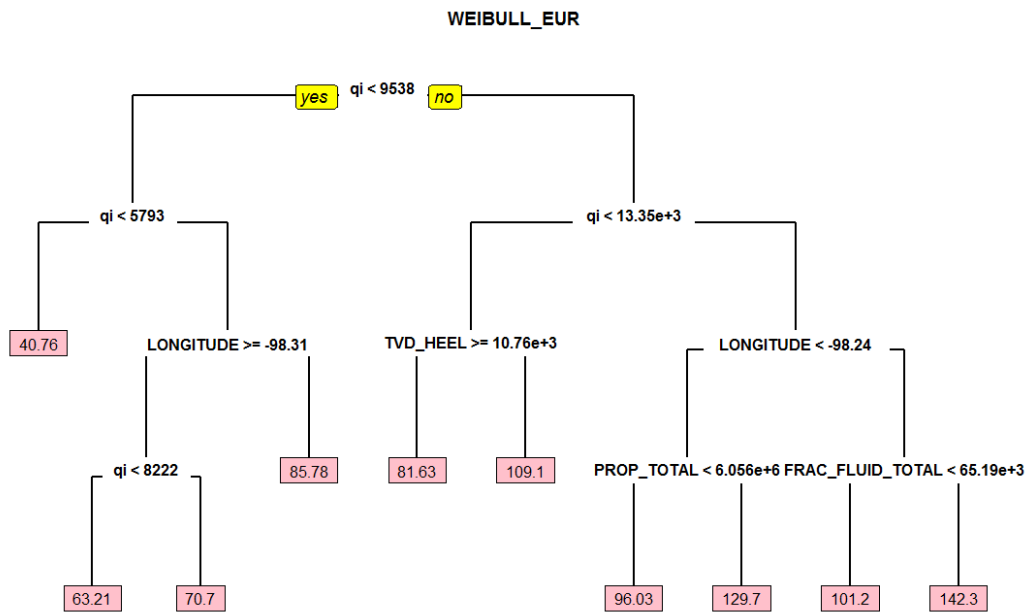 WEIBULL_EUR
yes qi < 9538 no
qi < 5793 qi < 13.35e+3
40.76 LONGITUDE >= -98.31 TVD_HEEL >= 10.76e+3 LONGITUDE < -98.24
qi < 8222 85.78 81.63 109.1 PROP_TOTAL < 6.056e+6 FRAC_FLUID_TOTAL < 65.19e+3
63.21 70.7 96.03 129.7 101.2 142.3